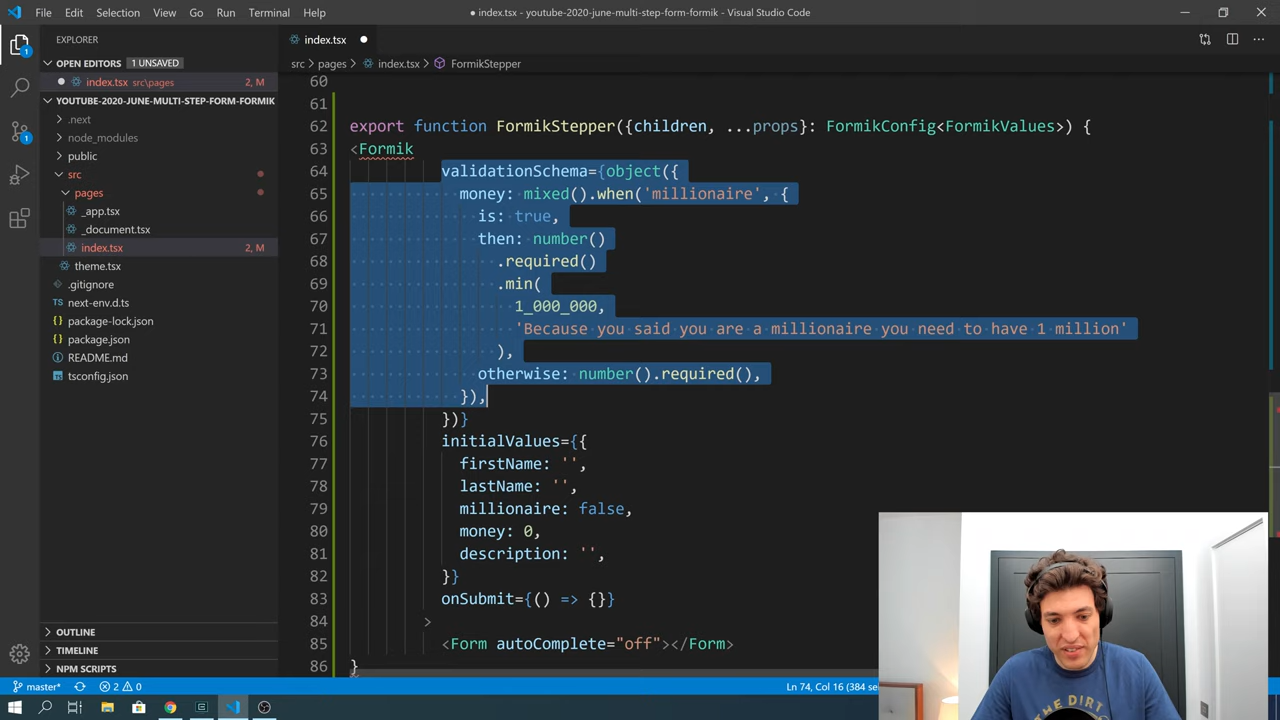 File Edit Selection View Go Run Terminal Help
● index.tsx - youtube-2020-june-multi-step-form-formik - Visual Studio Code
EXPLORER
index.tsx
OPEN EDITORS 1 UNSAVED
index.tsx src\pages 2, M
src > pages > index.tsx > FormikStepper
YOUTUBE-2020-JUNE-MULTI-STEP-FORM-FORMIK
.next
node_modules
public
src
pages
_app.tsx
_document.tsx
index.tsx 2, M
theme.tsx
.gitignore
next-env.d.ts
package-lock.json
package.json
README.md
tsconfig.json
OUTLINE
TIMELINE
NPM SCRIPTS
60
61
62 export function FormikStepper({children, ...props}: FormikConfig<FormikValues>) {
63 <Formik
64 validationSchema={object({
65 money: mixed().when('millionaire', {
66 is: true,
67 then: number()
68 .required()
69 .min(
70 1_000_000,
71 'Because you said you are a millionaire you need to have 1 million'
72 ),
73 otherwise: number().required(),
74 }),
75 })}
76 initialValues={{
77 firstName: '',
78 lastName: '',
79 millionaire: false,
80 money: 0,
81 description: '',
82 }}
83 onSubmit={() => {}}
84 >
85 <Form autoComplete="off"></Form>
86 }
master* 2 0 Ln 74, Col 16 (384 se
THE DIRT